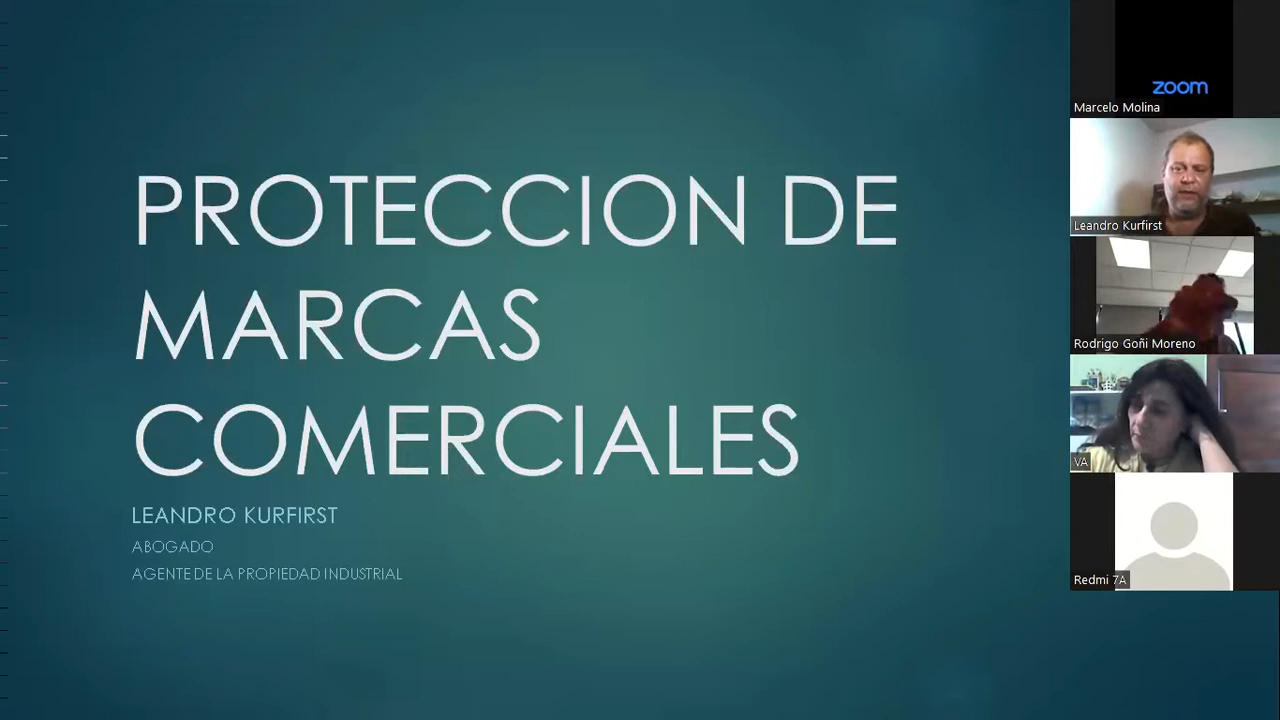 PROTECCION DE
MARCAS
COMERCIALES
LEANDRO KURFIRST
ABOGADO
AGENTE DE LA PROPIEDAD INDUSTRIAL
zoom
Marcelo Molina
Leandro Kurfirst
Rodrigo Goñi Moreno
VA
Redmi 7A